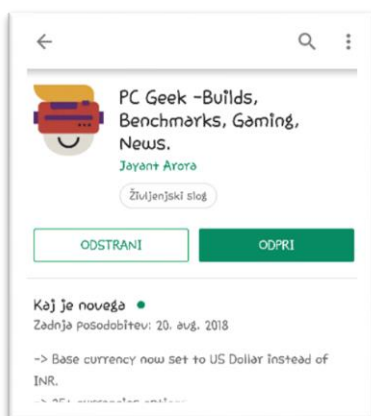 PC Geek -Builds,
Benchmarks, Gaming,
News.
Jayant Arora
Življenjski slog
ODSTRANI
ODPRI
Kaj je novega
Zadnja posodobitev: 20. avg. 2018
-> Base currency now set to US Dollar instead of
INR.